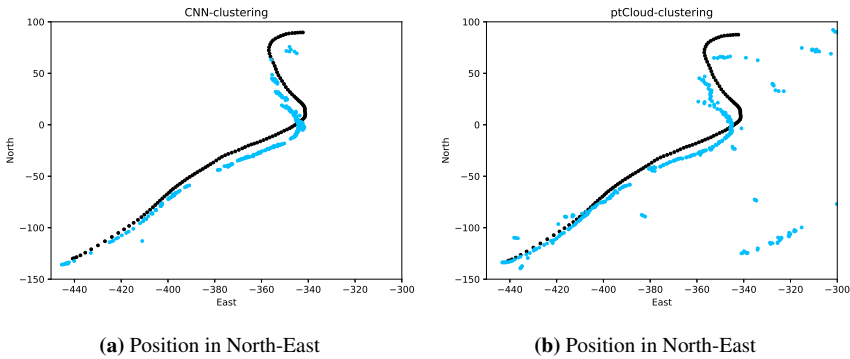 CNN-clustering
100
50
0
−50
−100
−150
North
−440 −420 −400 −380 −360 −340 −320 −300
East
(a) Position in North-East
ptCloud-clustering
100
50
0
−50
−100
−150
North
−440 −420 −400 −380 −360 −340 −320 −300
East
(b) Position in North-East